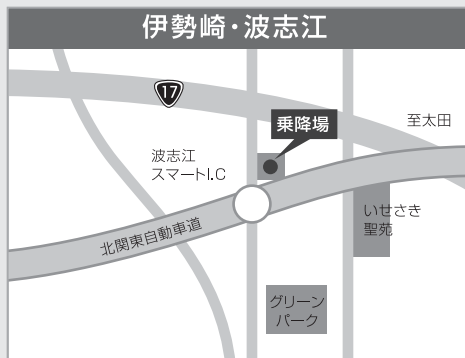 伊勢崎・波志江
17
乗降場
至太田
波志江
スマートI.C
いせさき
聖苑
北関東自動車道
グリーン
パーク